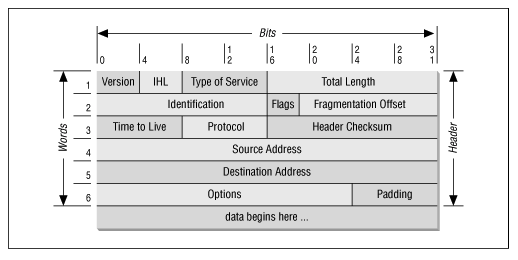 Bits
0 4 8 12 16 20 24 28 31
1 Version IHL Type of Service Total Length
2 Identification Flags Fragmentation Offset
3 Time to Live Protocol Header Checksum
4 Source Address
5 Destination Address
6 Options Padding
data begins here ...
Words
Header